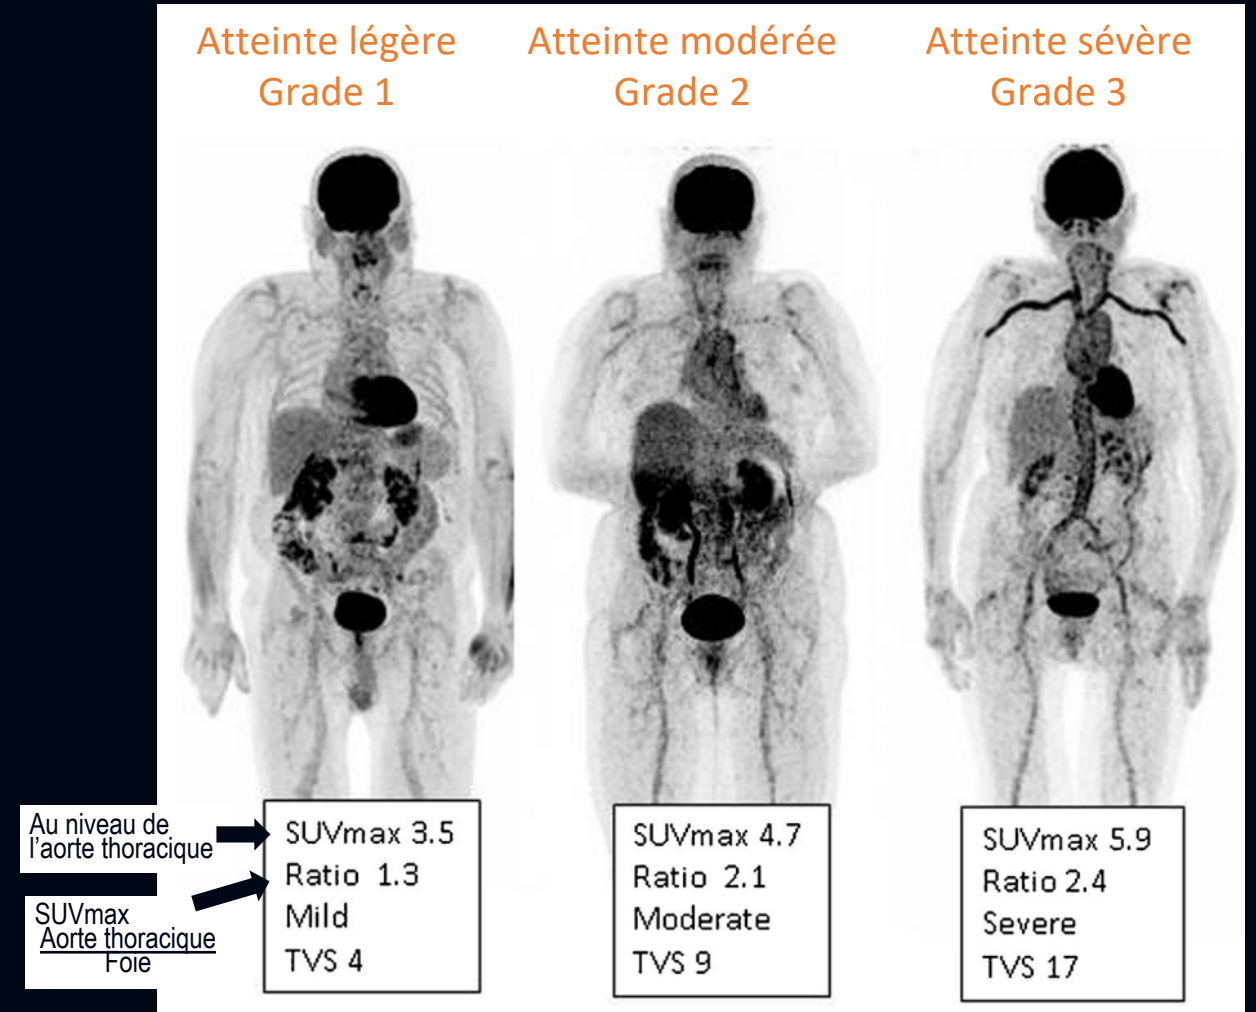 Atteinte légère
Grade 1
Atteinte modérée
Grade 2
Atteinte sévère
Grade 3
Au niveau de
l'aorte thoracique
SUVmax
Aorte thoracique
Foie
SUVmax 3.5
Ratio 1.3
Mild
TVS 4
SUVmax 4.7
Ratio 2.1
Moderate
TVS 9
SUVmax 5.9
Ratio 2.4
Severe
TVS 17